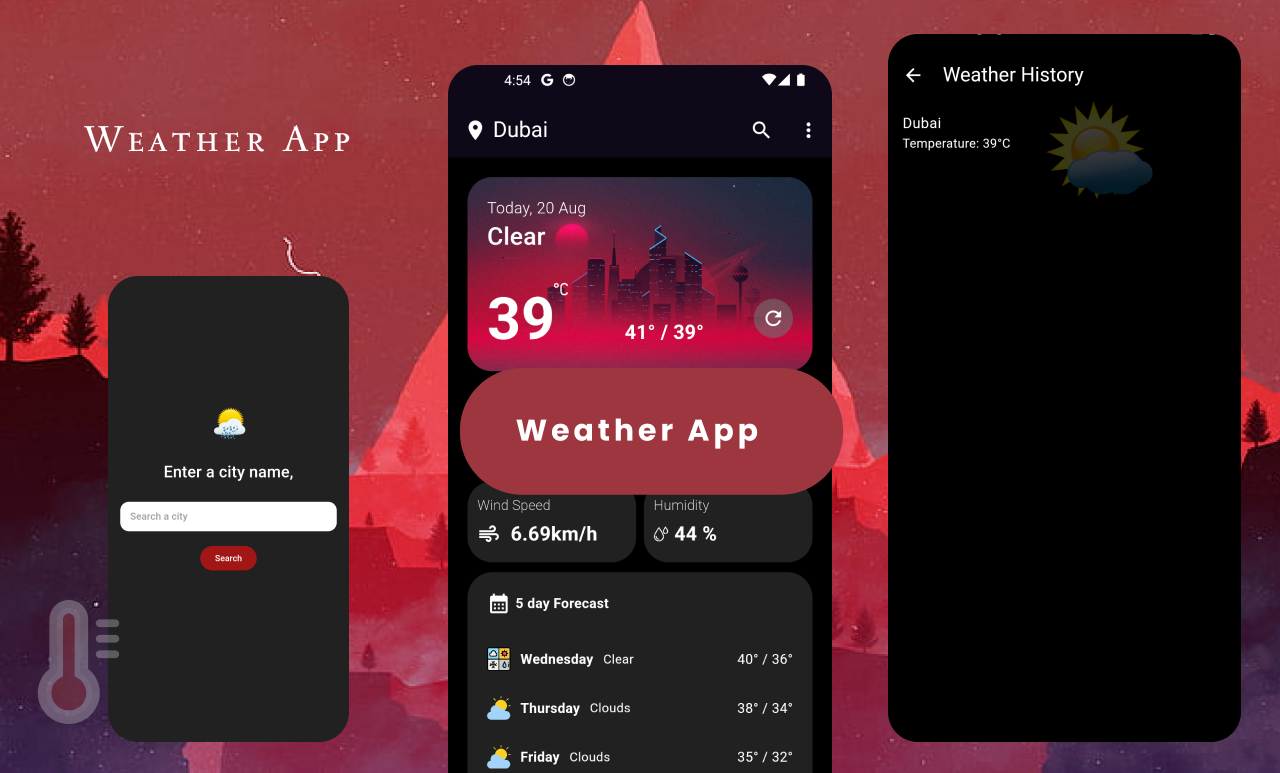 Weather App
Enter a city name,
Search a city
Search
4:54
Dubai
Today, 20 Aug
Clear
39 °C
41° / 39°
Weather App
Wind Speed
6.69km/h
Humidity
44 %
5 day Forecast
Wednesday Clear 40° / 36°
Thursday Clouds 38° / 34°
Friday Clouds 35° / 32°
Weather History
Dubai
Temperature: 39°C